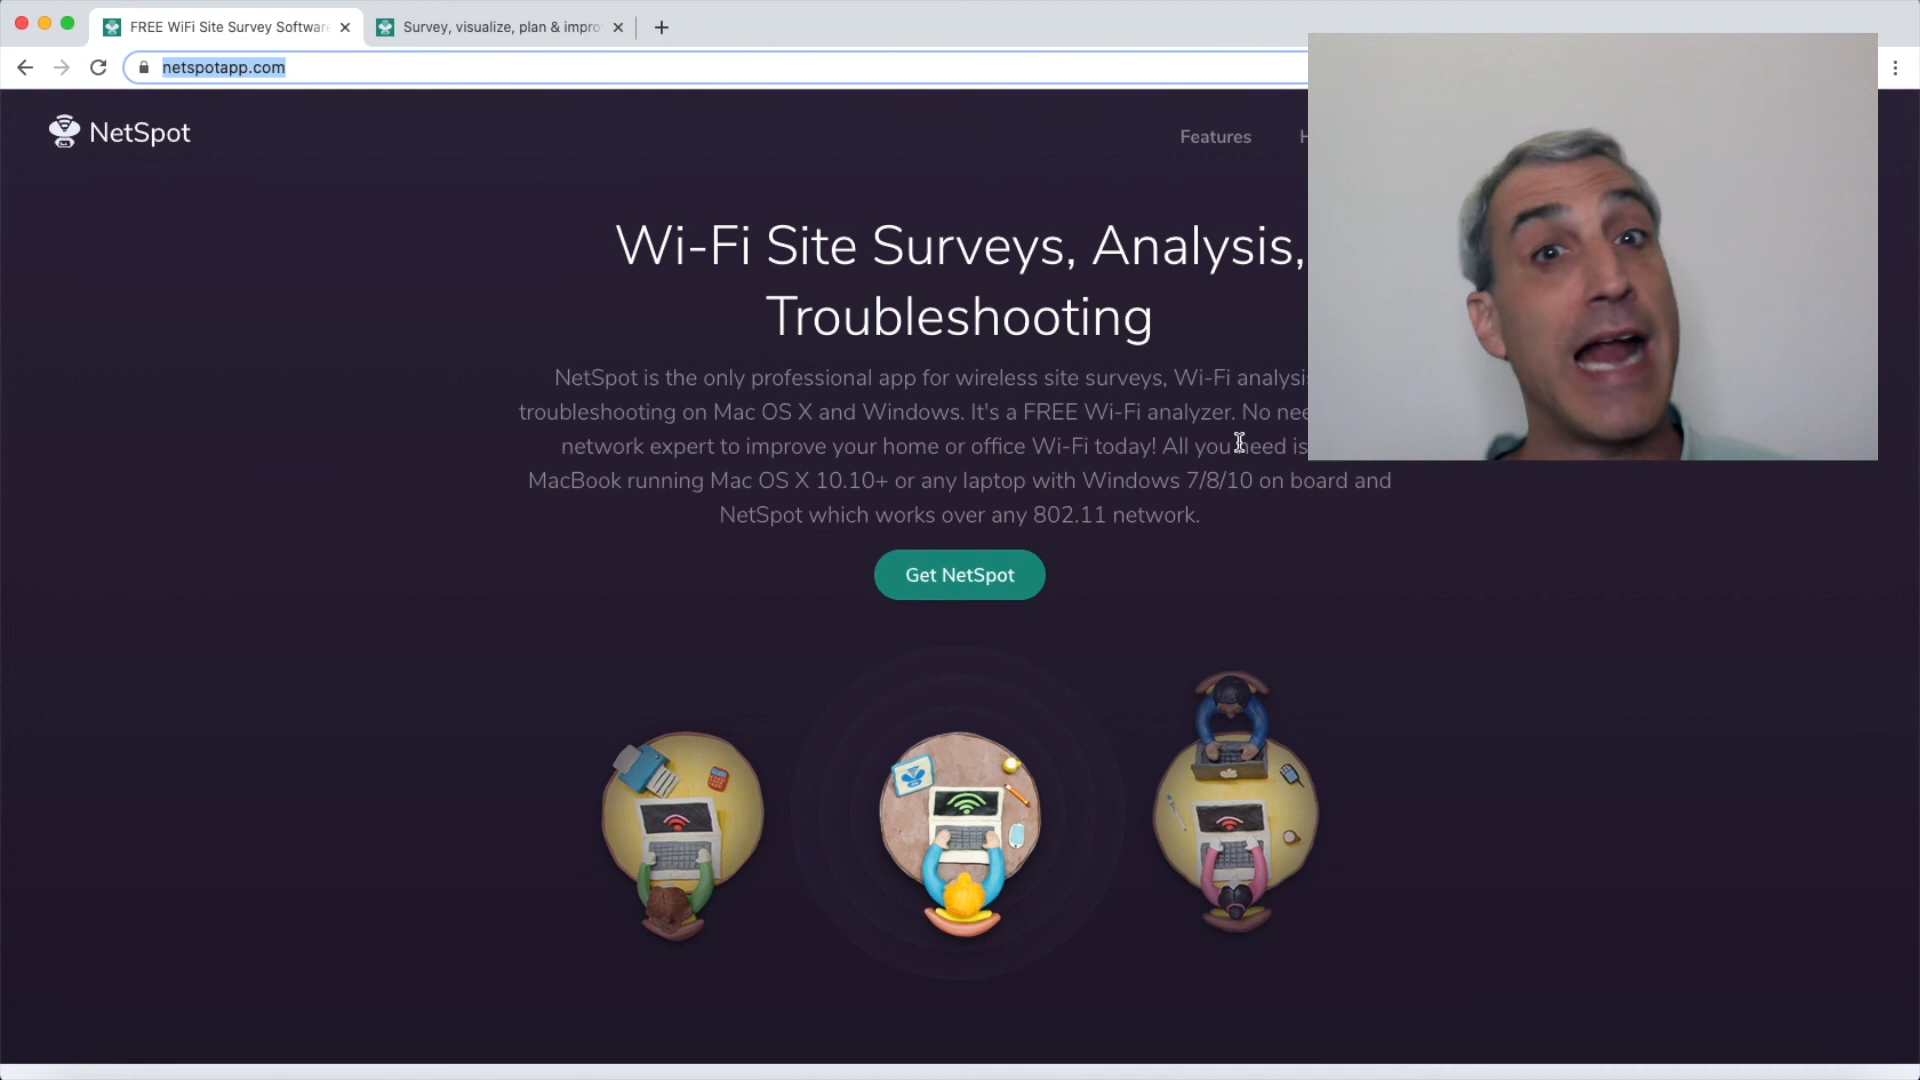 FREE WiFi Site Survey Software
Survey, visualize, plan & impro
netspotapp.com
NetSpot
Features
Wi-Fi Site Surveys, Analysis,
Troubleshooting
NetSpot is the only professional app for wireless site surveys, Wi-Fi analysis
troubleshooting on Mac OS X and Windows. It's a FREE Wi-Fi analyzer. No need
network expert to improve your home or office Wi-Fi today! All you need is
MacBook running Mac OS X 10.10+ or any laptop with Windows 7/8/10 on board and
NetSpot which works over any 802.11 network.
Get NetSpot